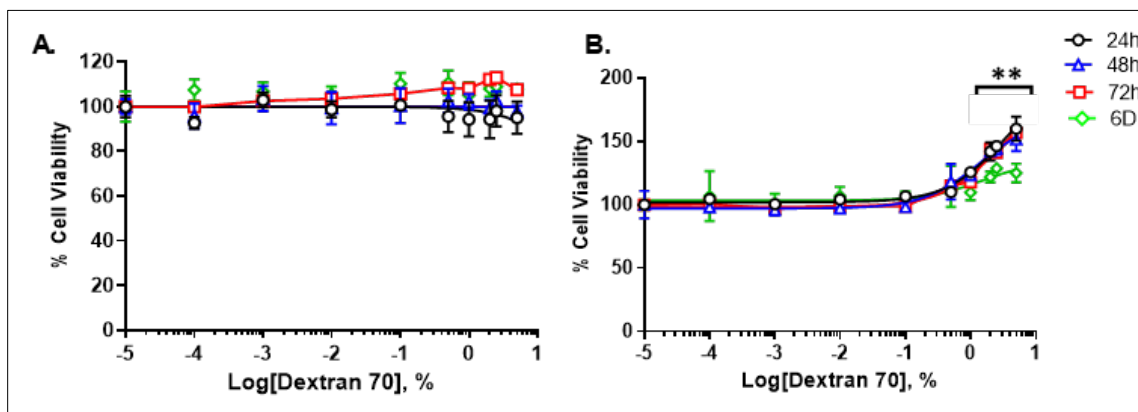 A.
120
100
80
60
40
20
0
% Cell Viability
-5 -4 -3 -2 -1 0 1
Log[Dextran 70], %
B.
200
150
100
50
0
% Cell Viability
-5 -4 -3 -2 -1 0 1
Log[Dextran 70], %
**
24h
48h
72h
6D